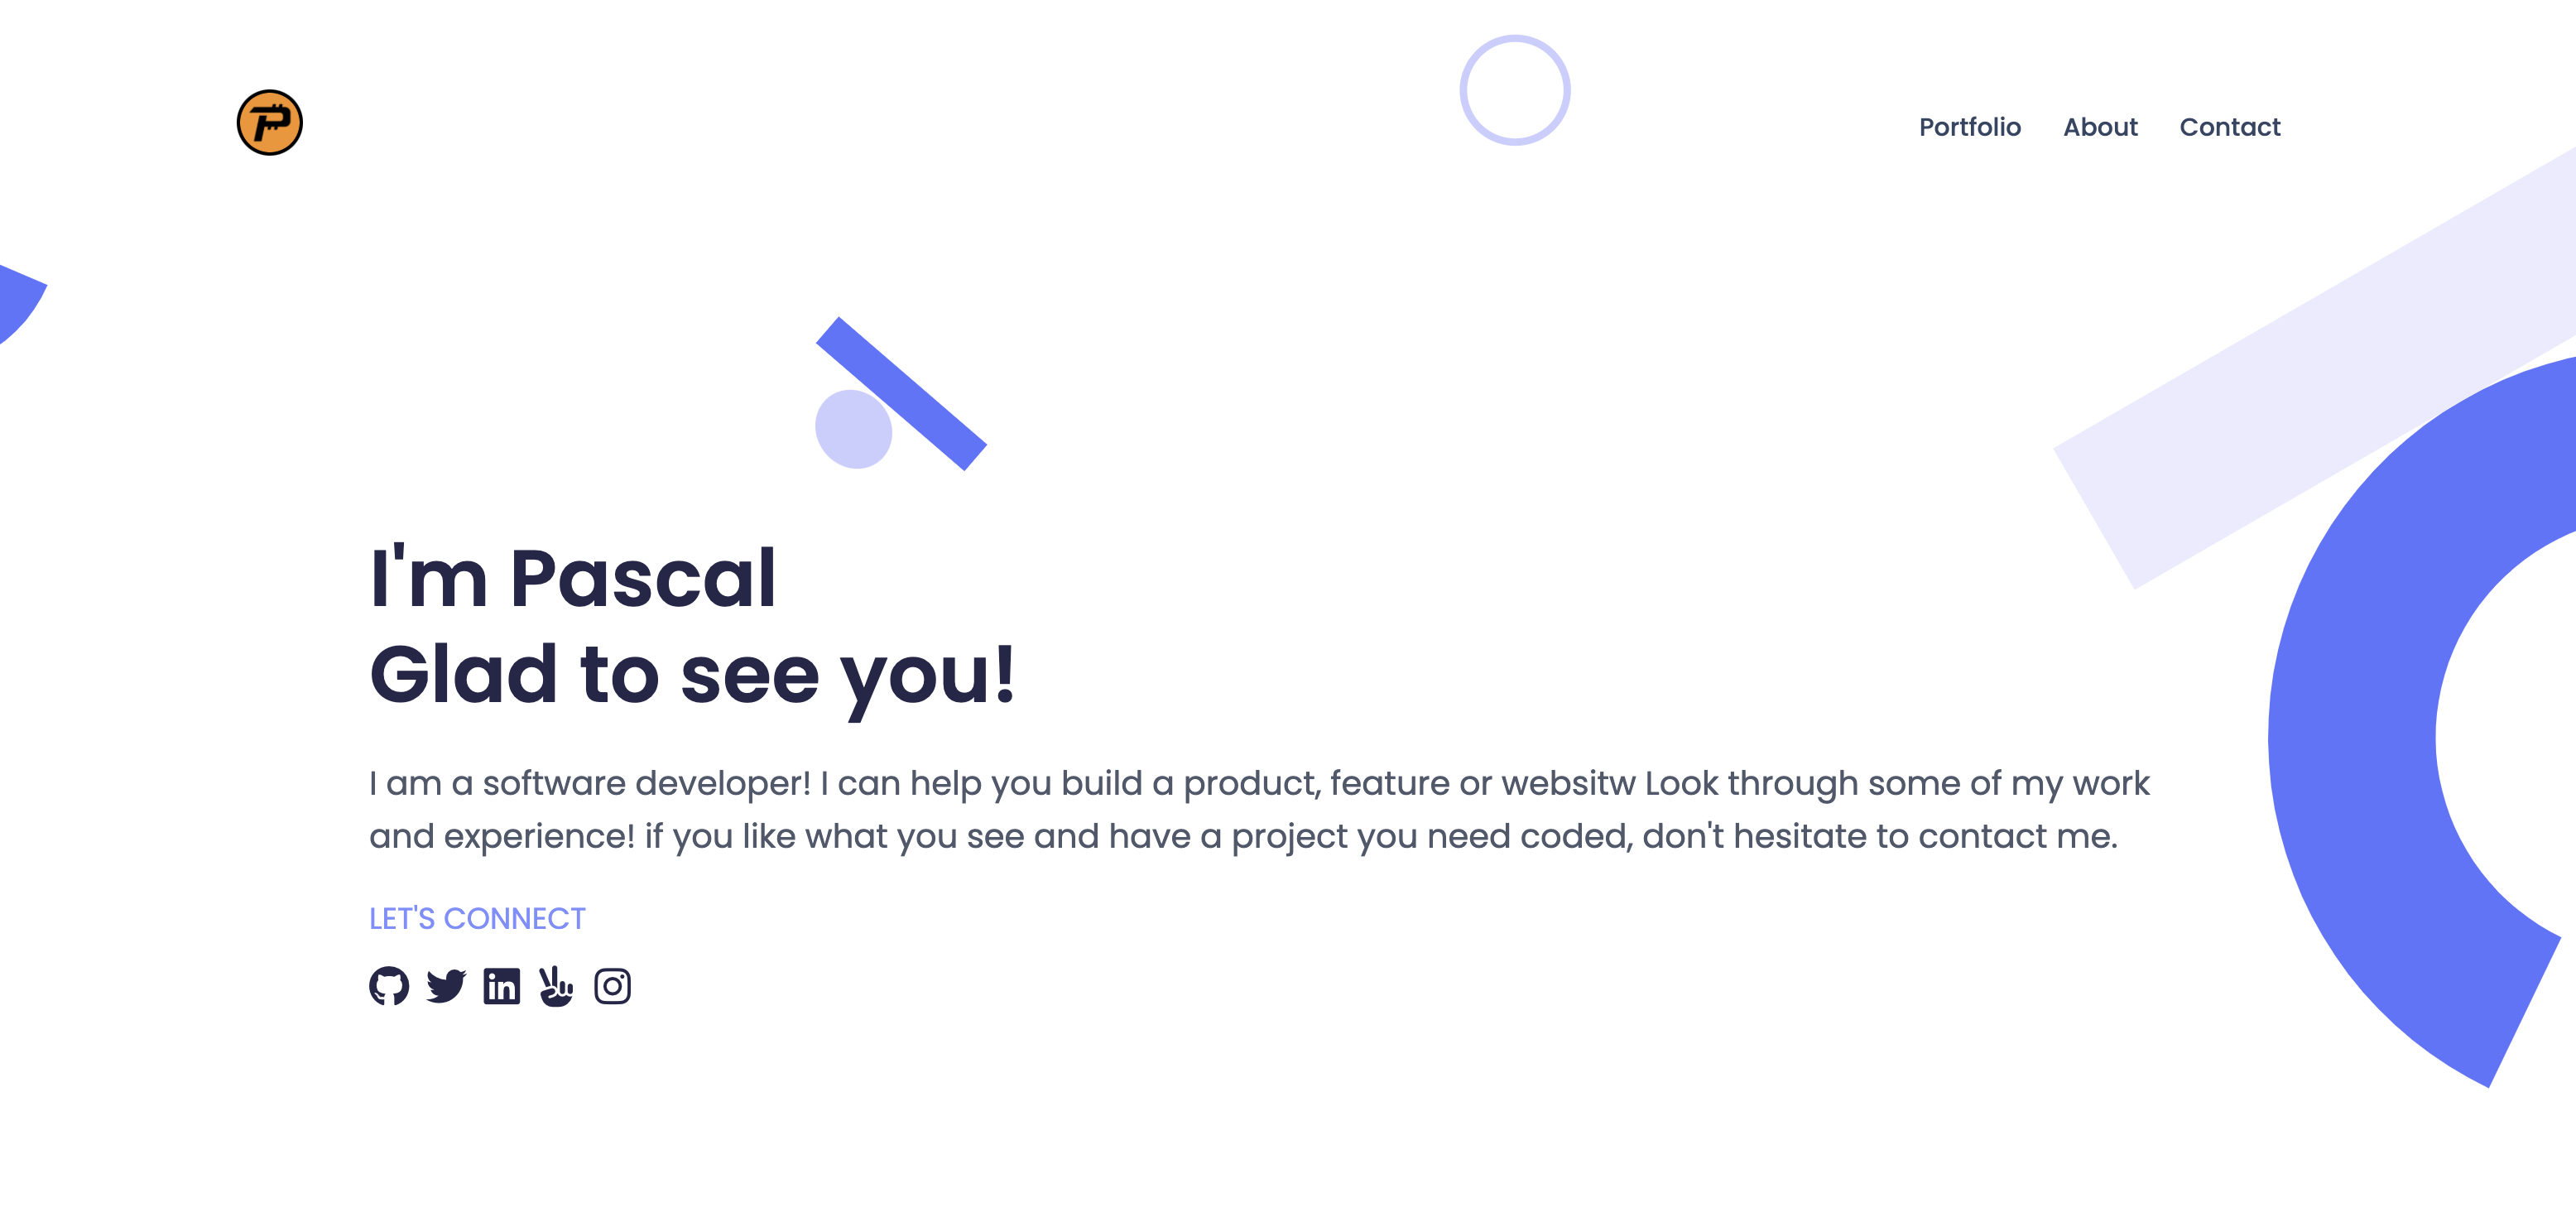 P
Portfolio About Contact
I'm Pascal
Glad to see you!
I am a software developer! I can help you build a product, feature or websitw Look through some of my work
and experience! if you like what you see and have a project you need coded, don't hesitate to contact me.
LET'S CONNECT
in